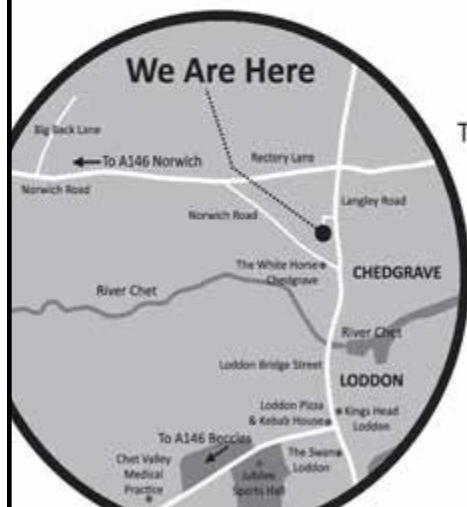 We Are Here
T
Big Back Lane
To A146 Norwich
Rectory Lane
Norwich Road
Langley Road
Norwich Road
The White Horse
Chedgrave
CHEDGRAVE
River Chet
River Chet
Loddon Bridge Street
LODDON
Loddon Pizza
& Kebab House
Kings Head
Loddon
To A146 Beccles
The Swan
Loddon
Chet Valley
Medical
Practice
Jubilee
Sports Hall